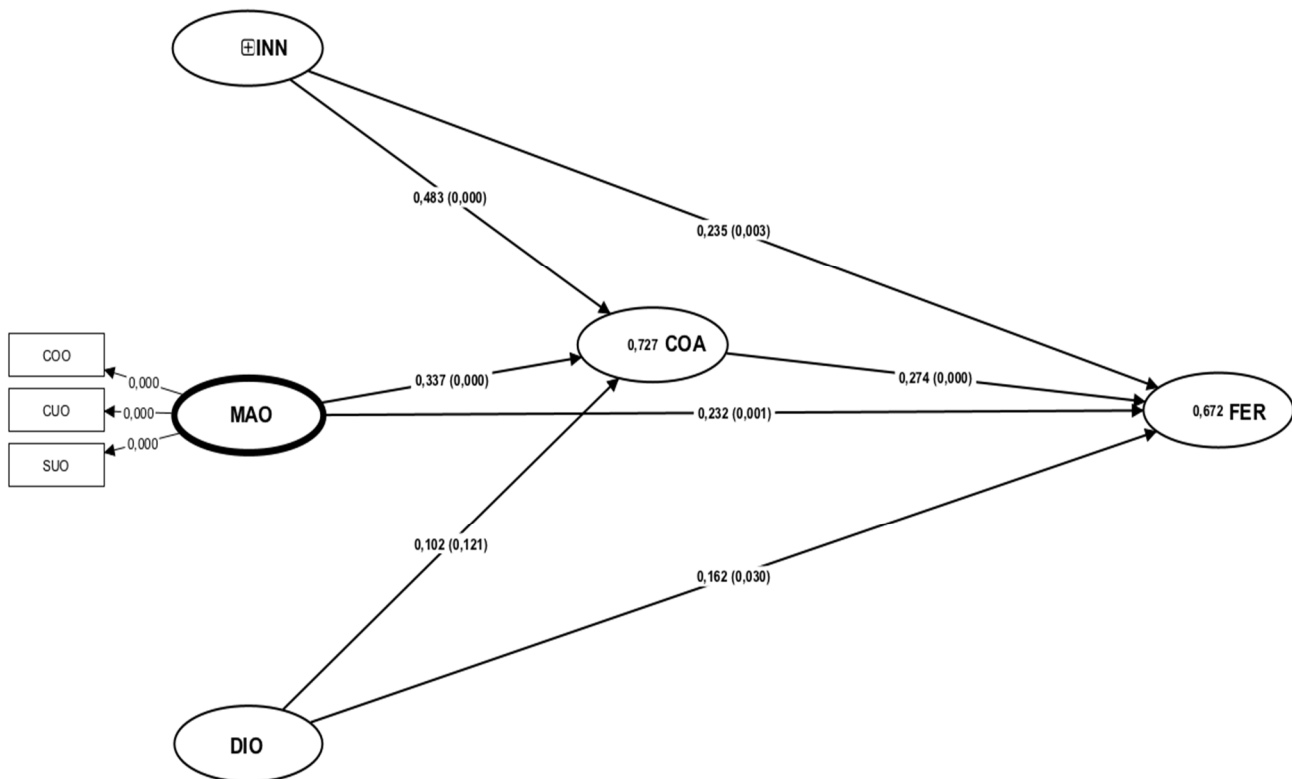 INN
0,483 (0,000)
0,235 (0,003)
COO
CUO
SUO
0,000
0,000
0,000
MAO
0,337 (0,000)
0,232 (0,001)
0,727 COA
0,274 (0,000)
0,672 FER
0,102 (0,121)
0,162 (0,030)
DIO